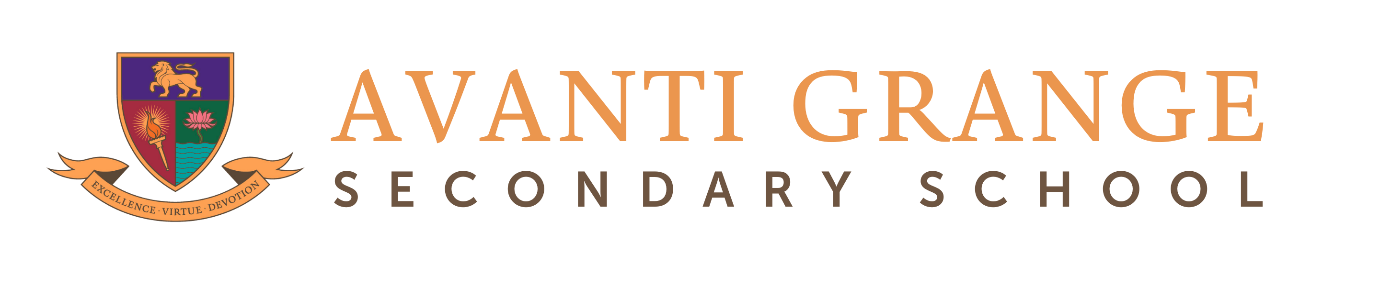 AVANTI GRANGE
SECONDARY SCHOOL
EXCELLENCE · VIRTUE · DEVOTION